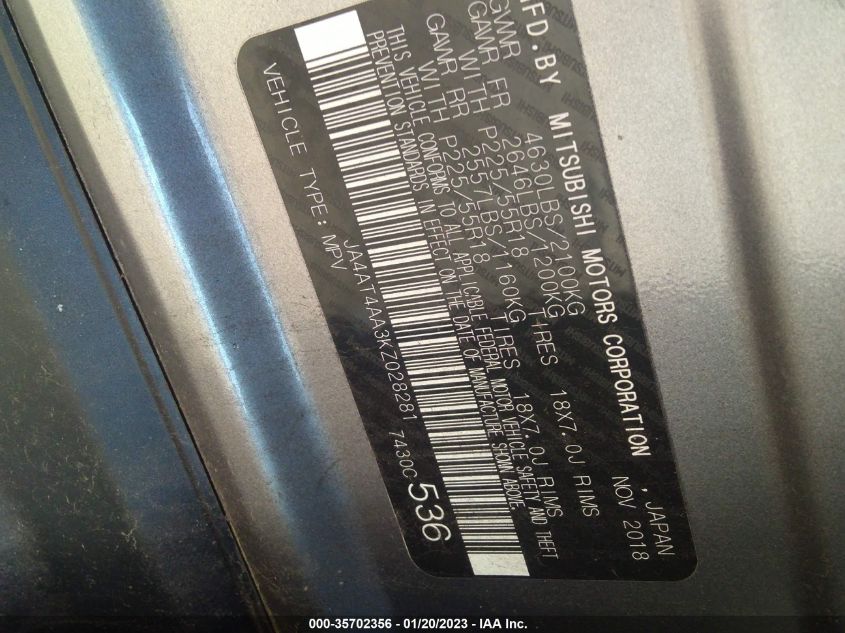 MFD. BY MITSUBISHI MOTORS CORPORATION , JAPAN
GVWR 4630LBS/2100KG NOV 2018
GAWR FR 2646LBS/1200KG
WITH P225/55R18 TIRES 18X7.0J RIMS
GAWR RR 2557LBS/1160KG
WITH P225/55R18 TIRES 18X7.0J RIMS
THIS VEHICLE CONFORMS TO ALL APPLICABLE FEDERAL MOTOR VEHICLE SAFETY AND THEFT
PREVENTION STANDARDS IN EFFECT ON THE DATE OF MANUFACTURE SHOWN ABOVE.
JA4AT4AA3KZ028281 7430C536
VEHICLE TYPE: MPV
000-35702356 - 01/20/2023 - IAA Inc.